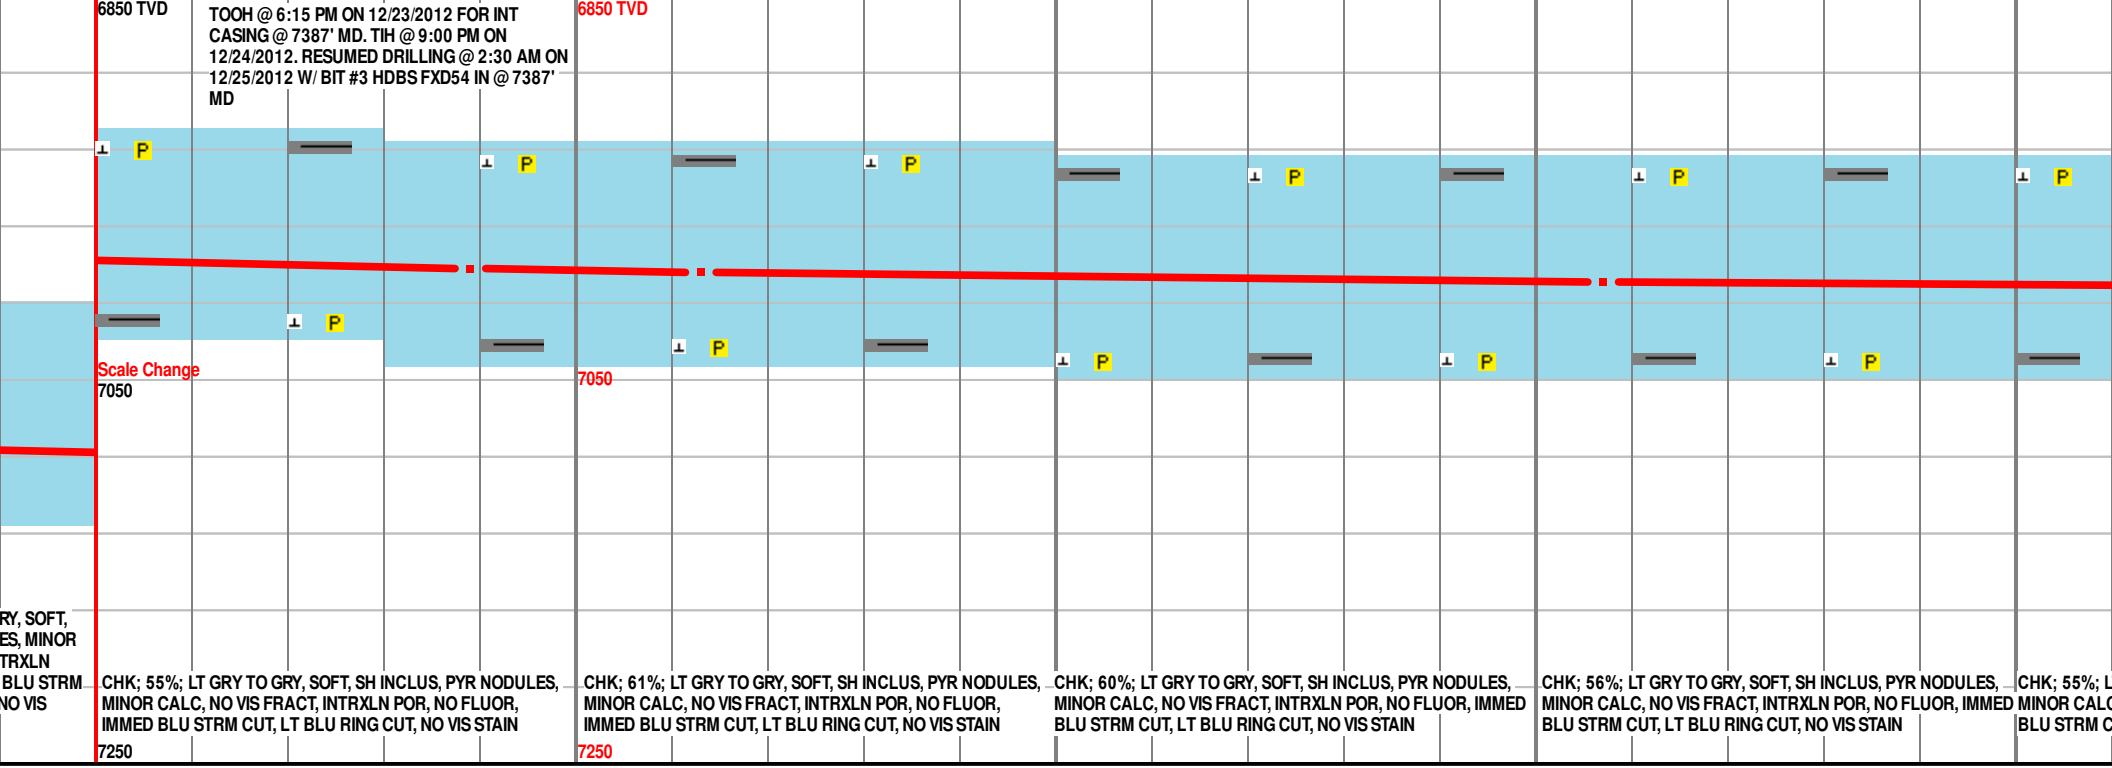 6850 TVD
TOOH @ 6:15 PM ON 12/23/2012 FOR INT
CASING @ 7387' MD. TIH @ 9:00 PM ON
12/24/2012. RESUMED DRILLING @ 2:30 AM ON
12/25/2012 W/ BIT #3 HDBS FXD54 IN @ 7387'
MD
6850 TVD
P
P
P
P
P
P
P
P
P
P
P
Scale Change
7050
7050
RY, SOFT,
ES, MINOR
TRXLN
BLU STRM
NO VIS
CHK; 55%; LT GRY TO GRY, SOFT, SH INCLUS, PYR NODULES,
MINOR CALC, NO VIS FRACT, INTRXLN POR, NO FLUOR,
IMMED BLU STRM CUT, LT BLU RING CUT, NO VIS STAIN
CHK; 61%; LT GRY TO GRY, SOFT, SH INCLUS, PYR NODULES,
MINOR CALC, NO VIS FRACT, INTRXLN POR, NO FLUOR,
IMMED BLU STRM CUT, LT BLU RING CUT, NO VIS STAIN
CHK; 60%; LT GRY TO GRY, SOFT, SH INCLUS, PYR NODULES,
MINOR CALC, NO VIS FRACT, INTRXLN POR, NO FLUOR, IMMED
BLU STRM CUT, LT BLU RING CUT, NO VIS STAIN
CHK; 56%; LT GRY TO GRY, SOFT, SH INCLUS, PYR NODULES,
MINOR CALC, NO VIS FRACT, INTRXLN POR, NO FLUOR, IMMED
BLU STRM CUT, LT BLU RING CUT, NO VIS STAIN
CHK; 55%; L
MINOR CALC
BLU STRM C
7250
7250